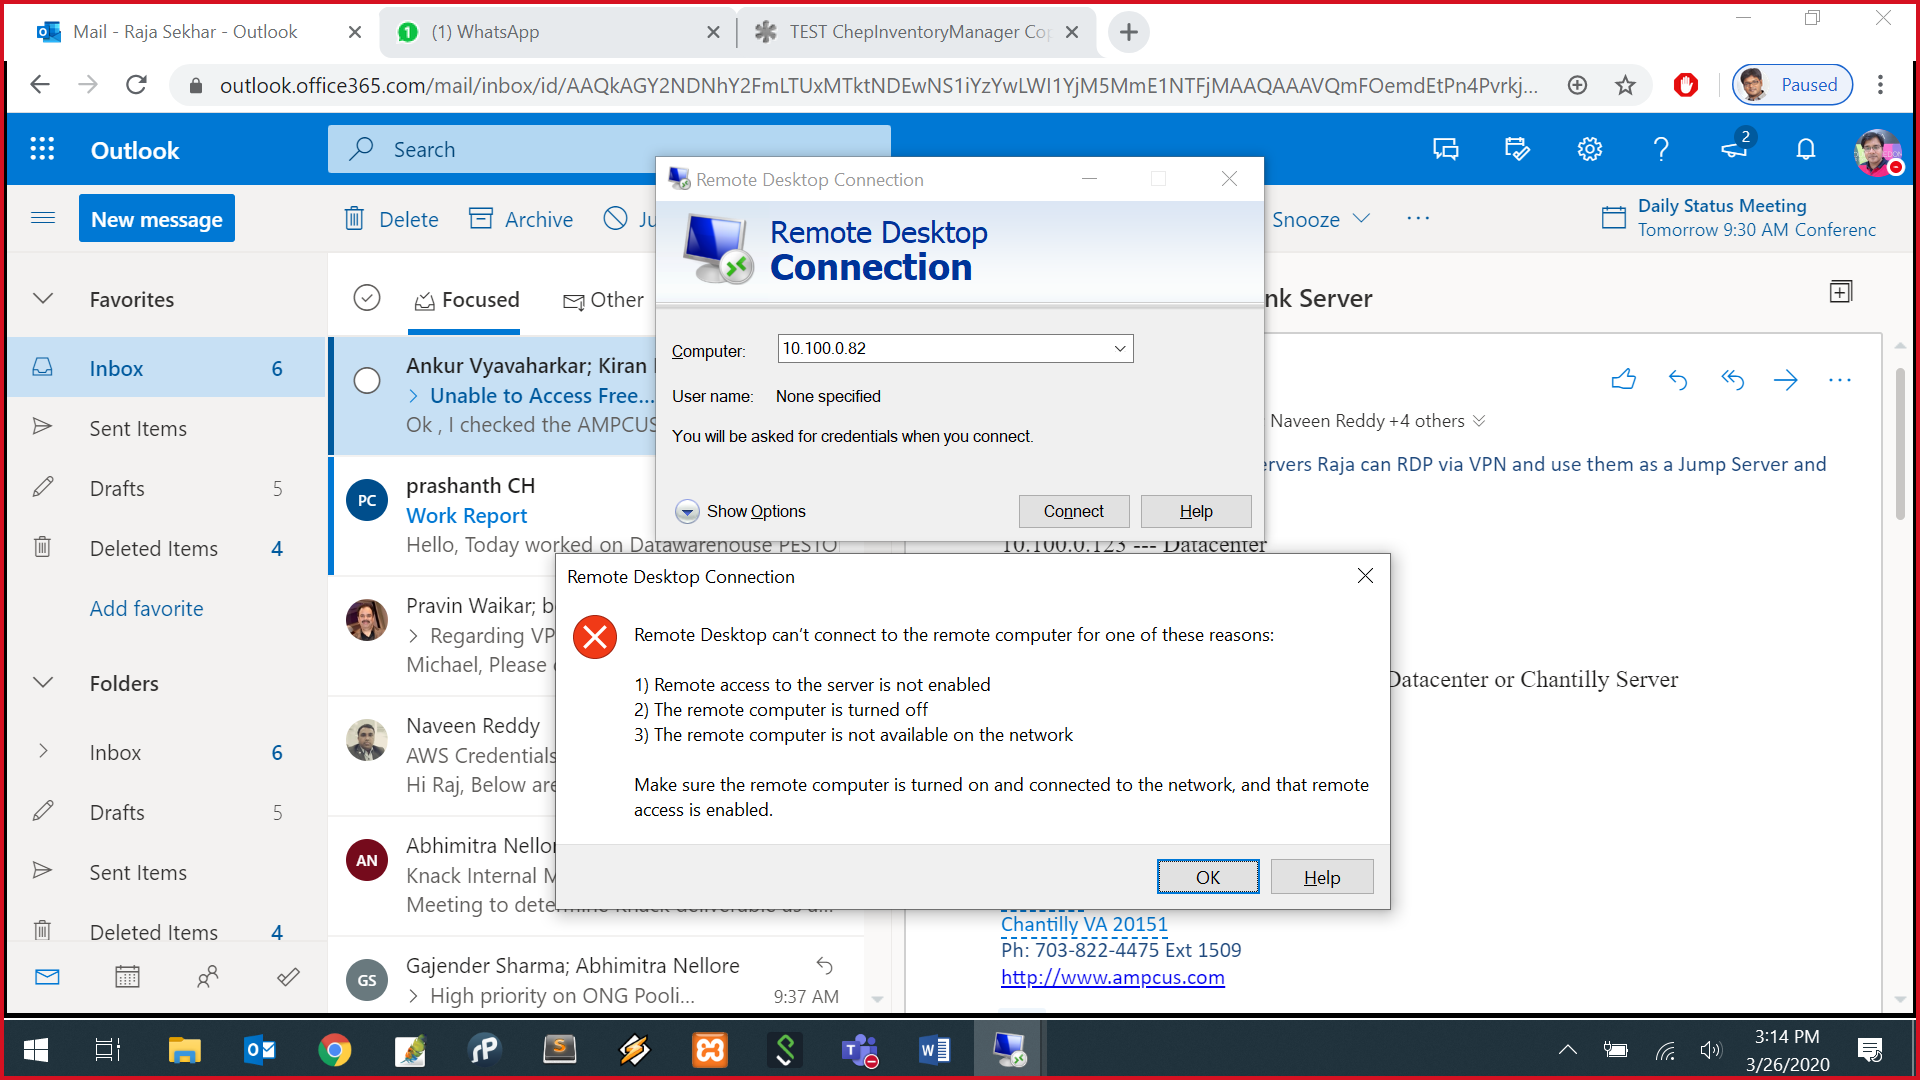 Mail - Raja Sekhar - Outlook
1
(1) WhatsApp
TEST ChepInventoryManager Cop
outlook.office365.com/mail/inbox/id/AAQkAGY2NDNhY2FmLTUxMTktNDEwNS1iYzYwLWI1YjM5MmE1NTFjMAAQAAAVQmFOemdEtPn4Pvrkj...
Paused
Outlook
Search
2
New message
Delete
Archive
Ju
Snooze
Daily Status Meeting
Tomorrow 9:30 AM Conferenc
Favorites
Inbox 6
Sent Items
Drafts 5
Deleted Items 4
Add favorite
Folders
Inbox 6
Drafts 5
Sent Items
Deleted Items 4
Focused
Other
Ankur Vyavaharkar; Kiran
Unable to Access Free...
Ok , I checked the AMPCUS
PC
prashanth CH
Work Report
Hello, Today worked on Datawarehouse PESTO
Pravin Waikar; b
Regarding VP
Michael, Please
Naveen Reddy
AWS Credentials
Hi Raj, Below are
AN
Abhimitra Nellor
Knack Internal M
Meeting to determine Knack deliverable as a...
GS
Gajender Sharma; Abhimitra Nellore
High priority on ONG Pooli...
9:37 AM
nk Server
Naveen Reddy +4 others
ervers Raja can RDP via VPN and use them as a Jump Server and
10.100.0.123 --- Datacenter
Datacenter or Chantilly Server
Chantilly VA 20151
Ph: 703-822-4475 Ext 1509
http://www.ampcus.com
Remote Desktop Connection
Remote Desktop
Connection
Computer:
10.100.0.82
User name:
None specified
You will be asked for credentials when you connect.
Show Options
Connect
Help
Remote Desktop Connection
Remote Desktop can't connect to the remote computer for one of these reasons:
1) Remote access to the server is not enabled
2) The remote computer is turned off
3) The remote computer is not available on the network
Make sure the remote computer is turned on and connected to the network, and that remote
access is enabled.
OK
Help
3:14 PM
3/26/2020